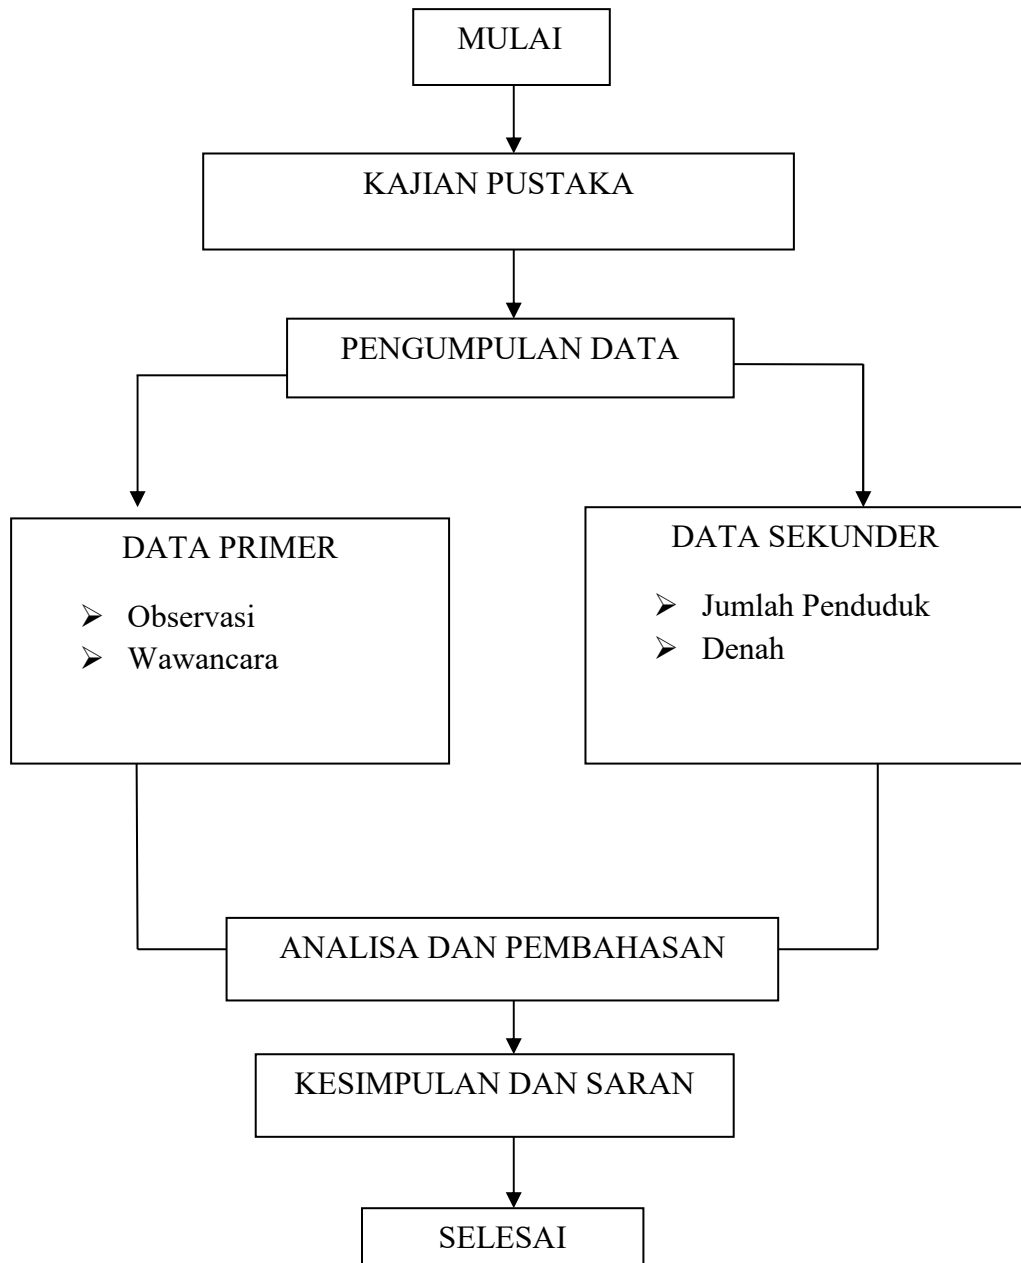 MULAI
KAJIAN PUSTAKA
PENGUMPULAN DATA
DATA PRIMER
➢ Observasi
➢ Wawancara
DATA SEKUNDER
➢ Jumlah Penduduk
➢ Denah
ANALISA DAN PEMBAHASAN
KESIMPULAN DAN SARAN
SELESAI